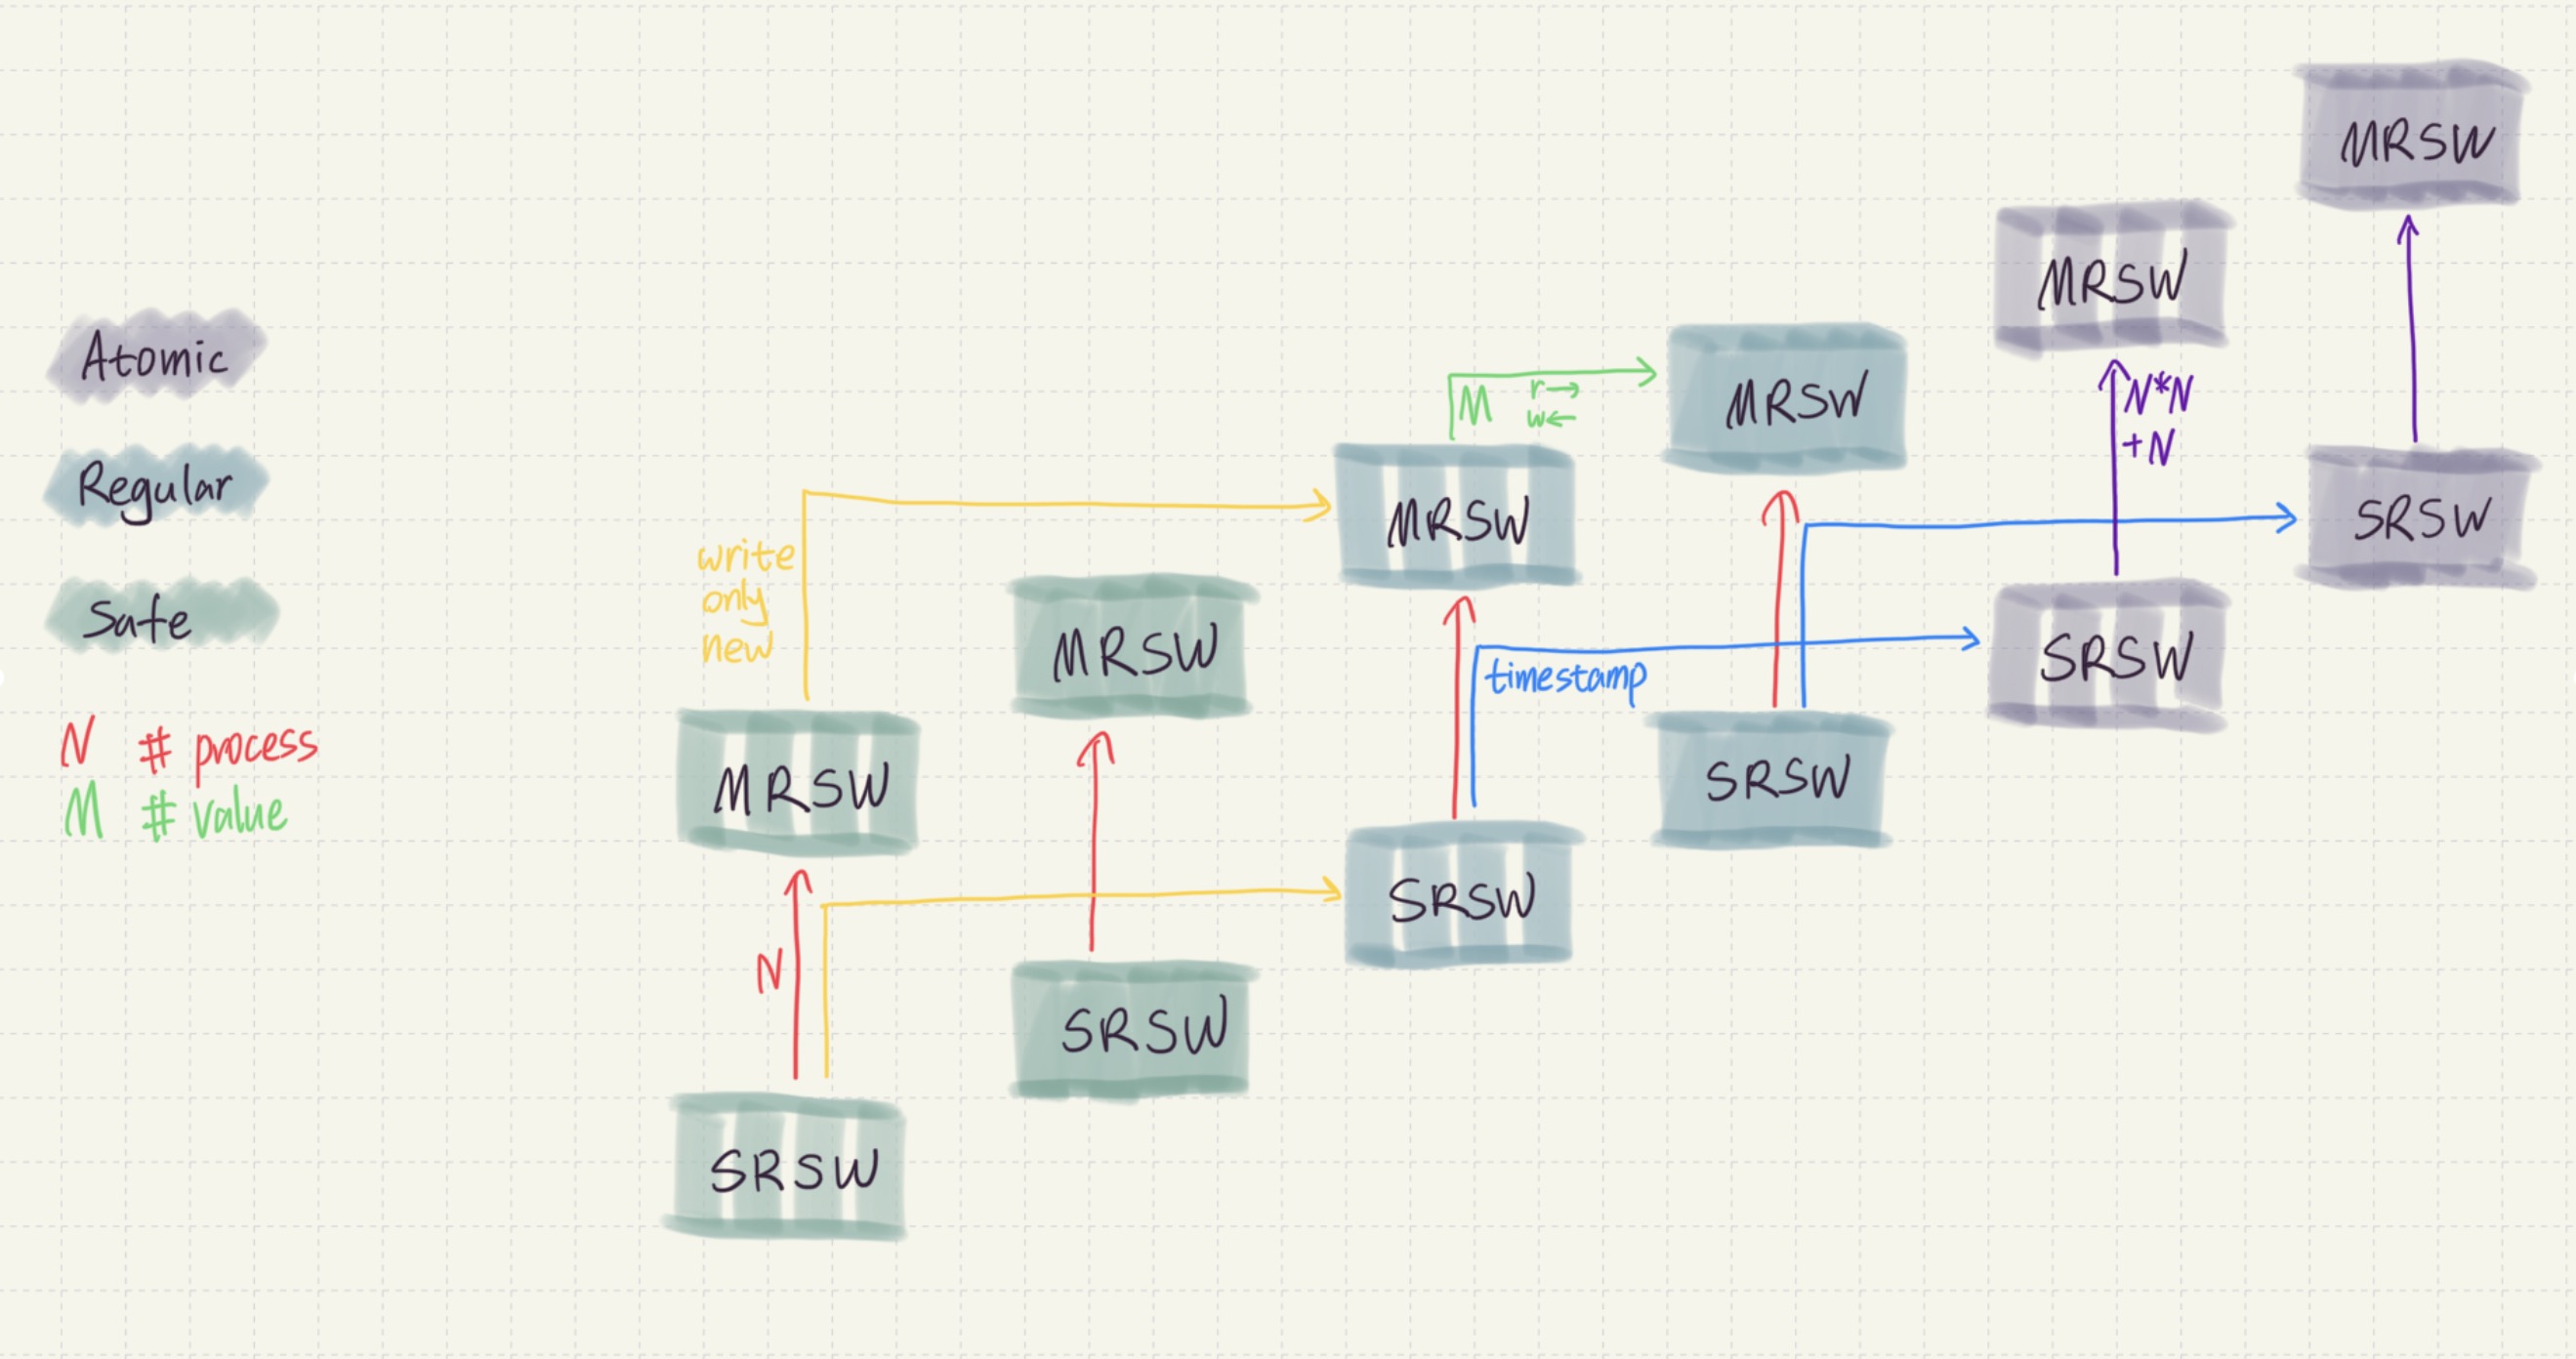 Atomic
Regular
Safe
N # process
M # value
MRSW
MRSW
N*N
+N
SRSW
SRSW
MRSW
M r→
w←
MRSW
timestamp
SRSW
SRSW
write
only
new
MRSW
MRSW
N
SRSW
SRSW